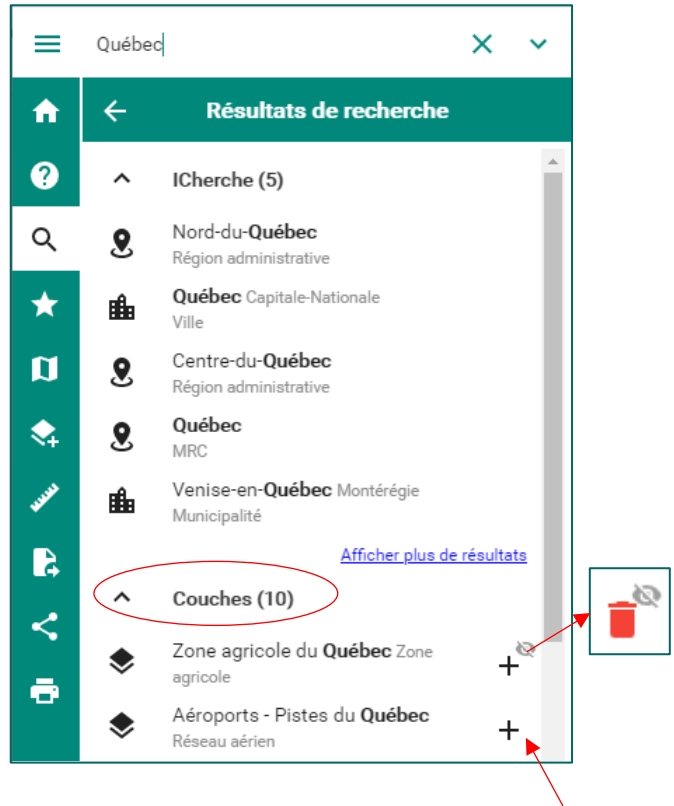 Québec
Résultats de recherche
ICherche (5)
Nord-du-Québec
Région administrative
Québec Capitale-Nationale
Ville
Centre-du-Québec
Région administrative
Québec
MRC
Venise-en-Québec Montérégie
Municipalité
Afficher plus de résultats
Couches (10)
Zone agricole du Québec Zone
agricole
Aéroports - Pistes du Québec
Réseau aérien